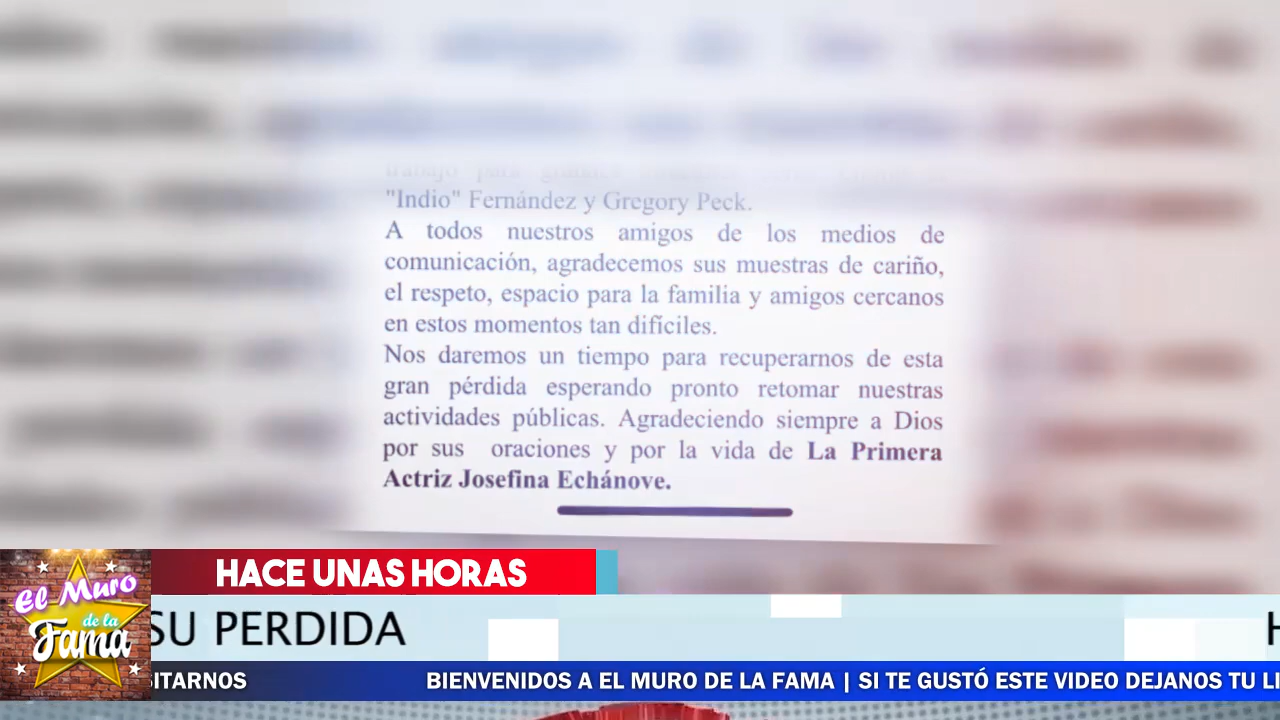 trabajo para grandes
"Indio" Fernández y Gregory Peck.
A todos nuestros amigos de los medios de
comunicación, agradecemos sus muestras de cariño,
el respeto, espacio para la familia y amigos cercanos
en estos momentos tan difíciles.
Nos daremos un tiempo para recuperarnos de esta
gran pérdida esperando pronto retomar nuestras
actividades públicas. Agradeciendo siempre a Dios
por sus oraciones y por la vida de La Primera
Actriz Josefina Echánove.
HACE UNAS HORAS
El Muro
de la
Fama
SU PERDIDA
H
SITARNOS
BIENVENIDOS A EL MURO DE LA FAMA | SI TE GUSTÓ ESTE VIDEO DEJANOS TU LI